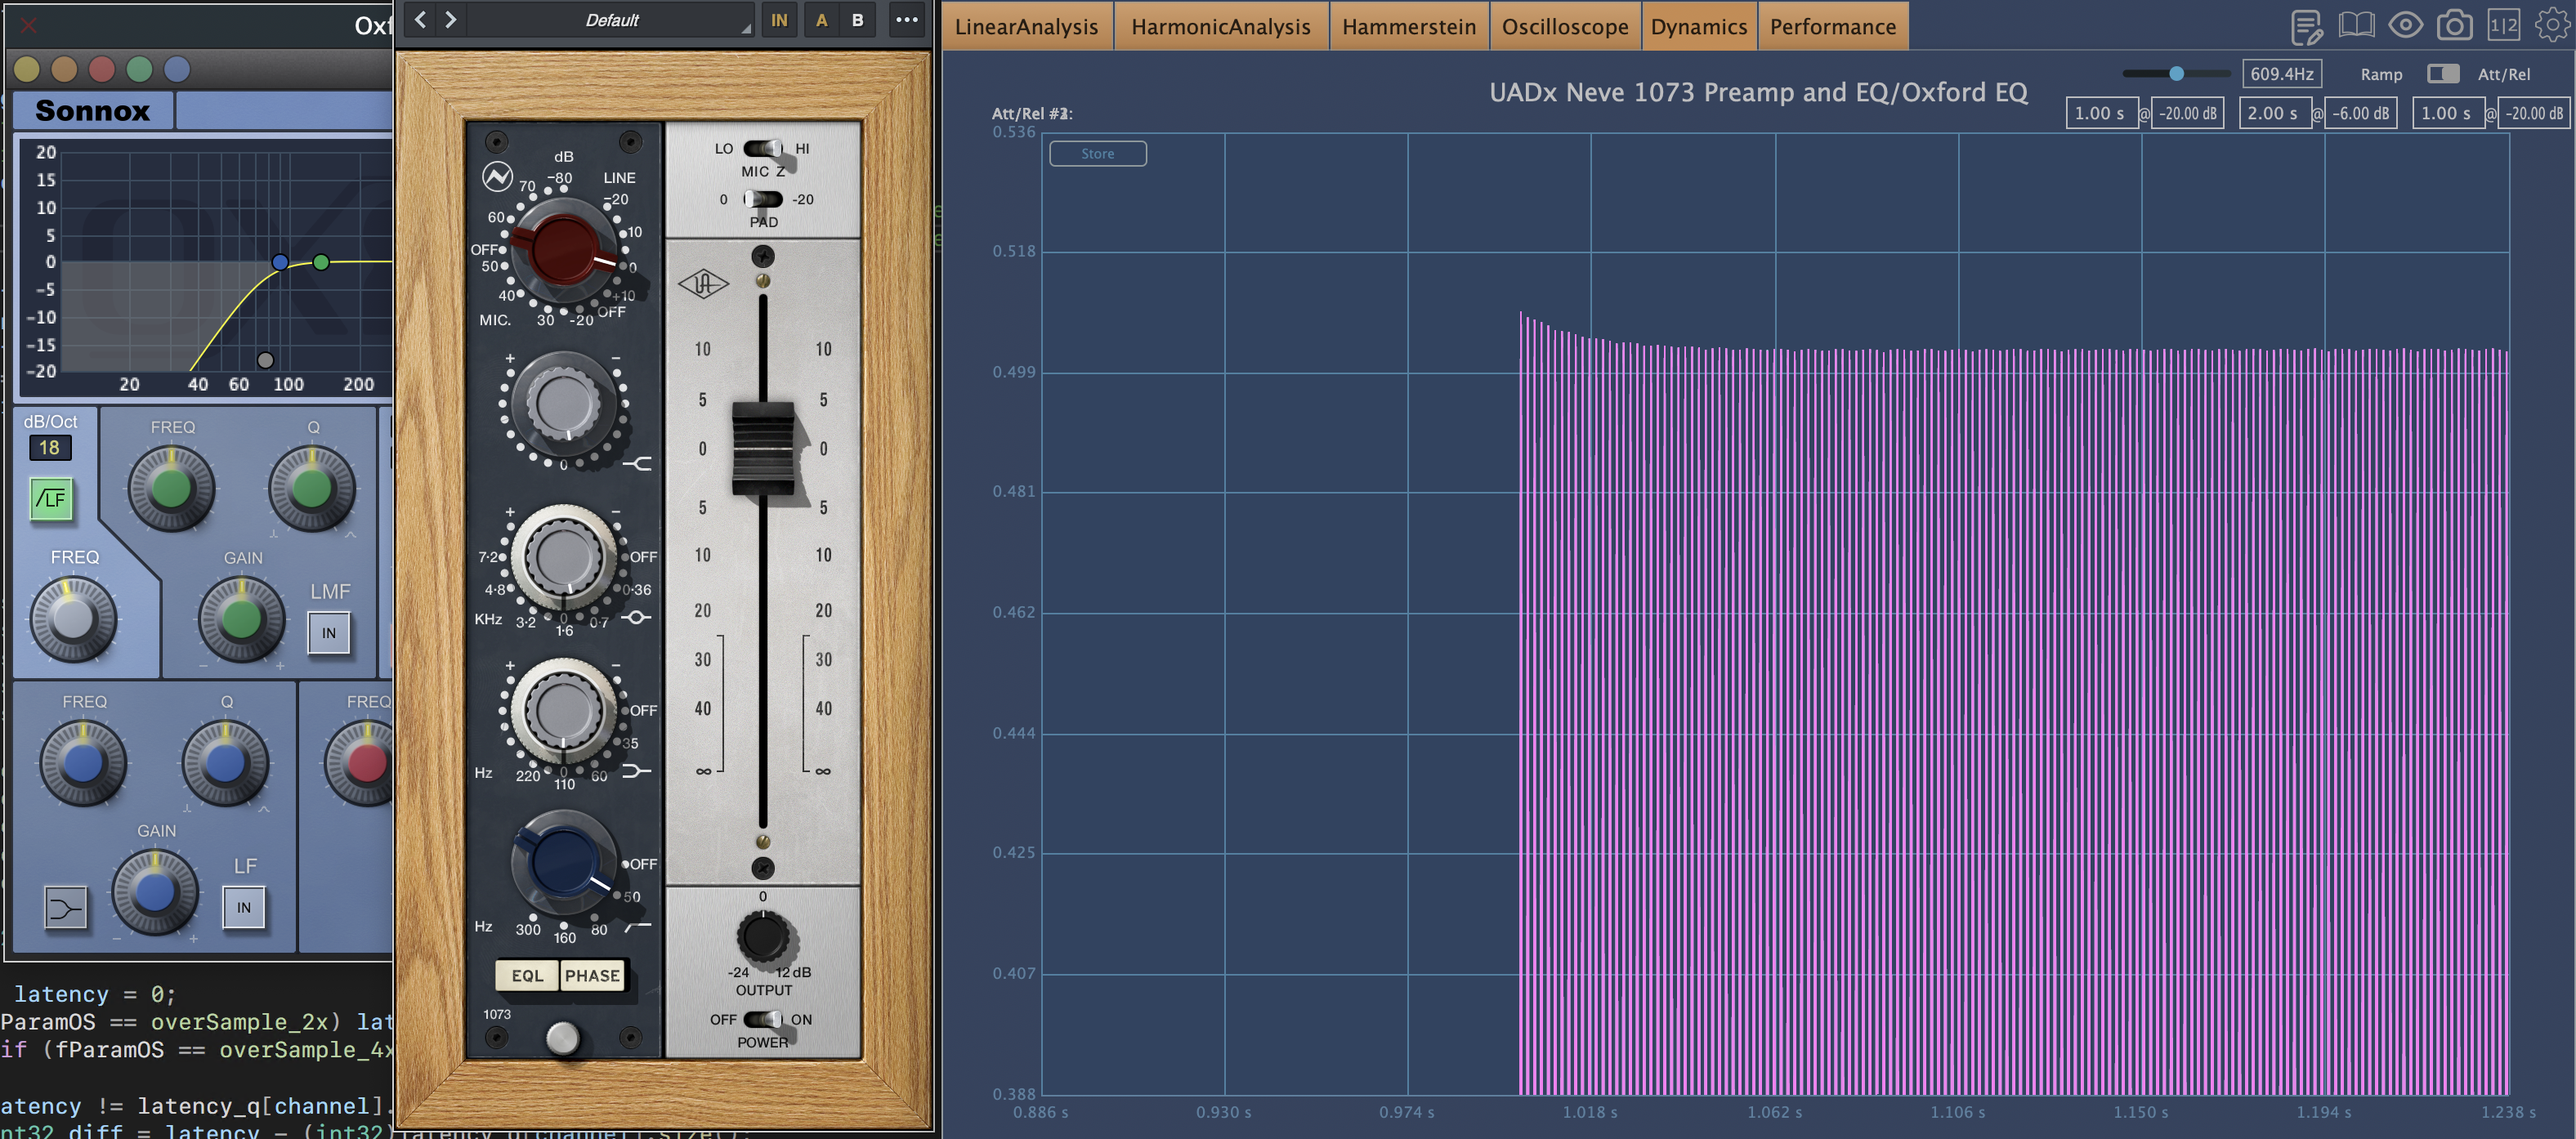 Oxf
Sonnox
20
15
10
5
0
-5
-10
-15
-20
20 40 60 100 200
dB/Oct
18
FREQ Q
LF
FREQ GAIN
LMF
IN
− +
FREQ Q FREQ
GAIN
LF
IN
− +
latency = 0;
ParamOS == overSample_2x) lat
if (fParamOS == overSample_4x
atency != latency_q[channel].
nt32 diff = latency - (int32)latency_q[channel].size();
Default IN A B •••
dB
-80
70 LINE
-20
60 10
OFF
50 0
40 +10
MIC. 30 -20 OFF
+ −
0
+ −
7·2 OFF
4·8 0·36
KHz 3·2 0 0·7
1·6
+ −
OFF
35
Hz 220 0 60
110
OFF
50
Hz 300 80
160
EQL PHASE
1073
LO HI
MIC Z
0 -20
PAD
UA
10 10
5 5
0 0
5 5
10 10
20 20
30 30
40 40
∞ ∞
0
-24 12 dB
OUTPUT
OFF ON
POWER
LinearAnalysis HarmonicAnalysis Hammerstein Oscilloscope Dynamics Performance
1|2
609.4Hz Ramp Att/Rel
UADx Neve 1073 Preamp and EQ/Oxford EQ
1.00 s @ -20.00 dB 2.00 s @ -6.00 dB 1.00 s @ -20.00 dB
Store
0.536
0.518
0.499
0.481
0.462
0.444
0.425
0.407
0.388
0.886 s 0.930 s 0.974 s 1.018 s 1.062 s 1.106 s 1.150 s 1.194 s 1.238 s